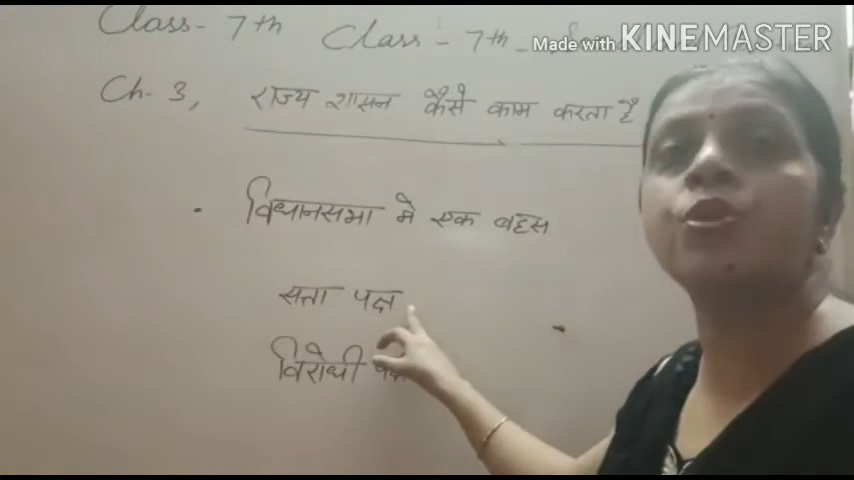 Class- 7th Class - 7th -
Made with KINEMASTER
Ch- 3, राज्य शासन कैसे काम करता है
• विधानसभा मे एक बहस
सत्ता पक्ष
विरोधी